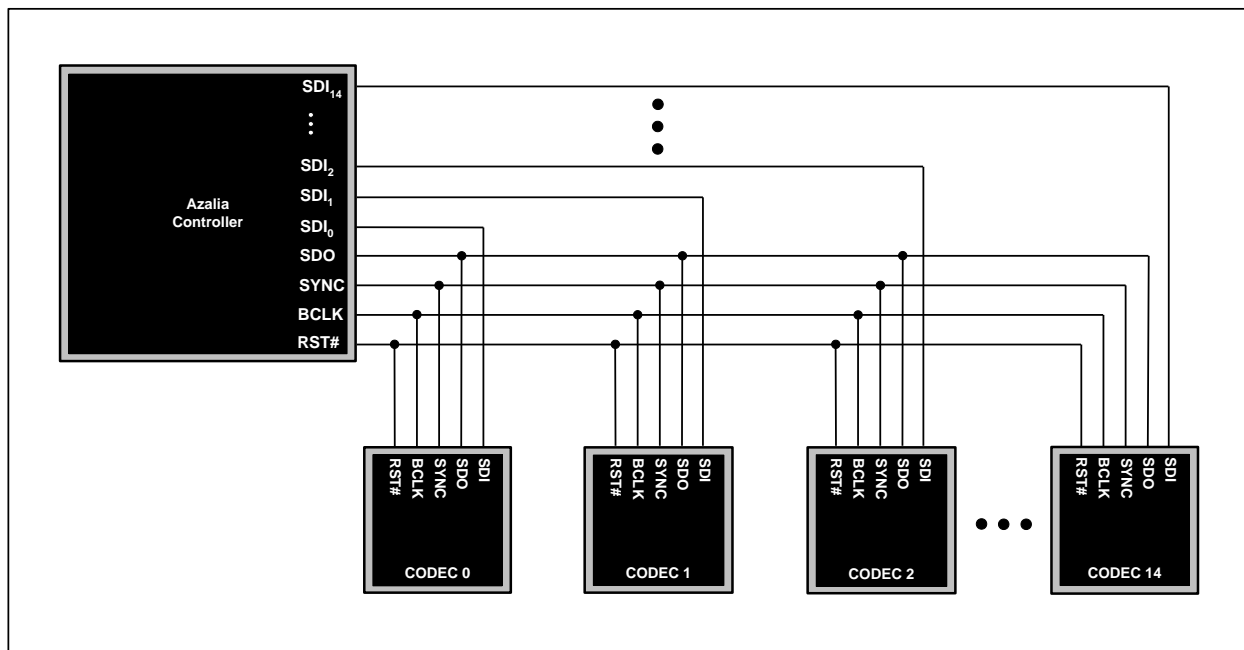 SDI14
SDI2
SDI1
Azalia
Controller
SDI0
SDO
SYNC
BCLK
RST#
RST#
BCLK
SYNC
SDO
SDI
CODEC 0
RST#
BCLK
SYNC
SDO
SDI
CODEC 1
RST#
BCLK
SYNC
SDO
SDI
CODEC 2
RST#
BCLK
SYNC
SDO
SDI
CODEC 14